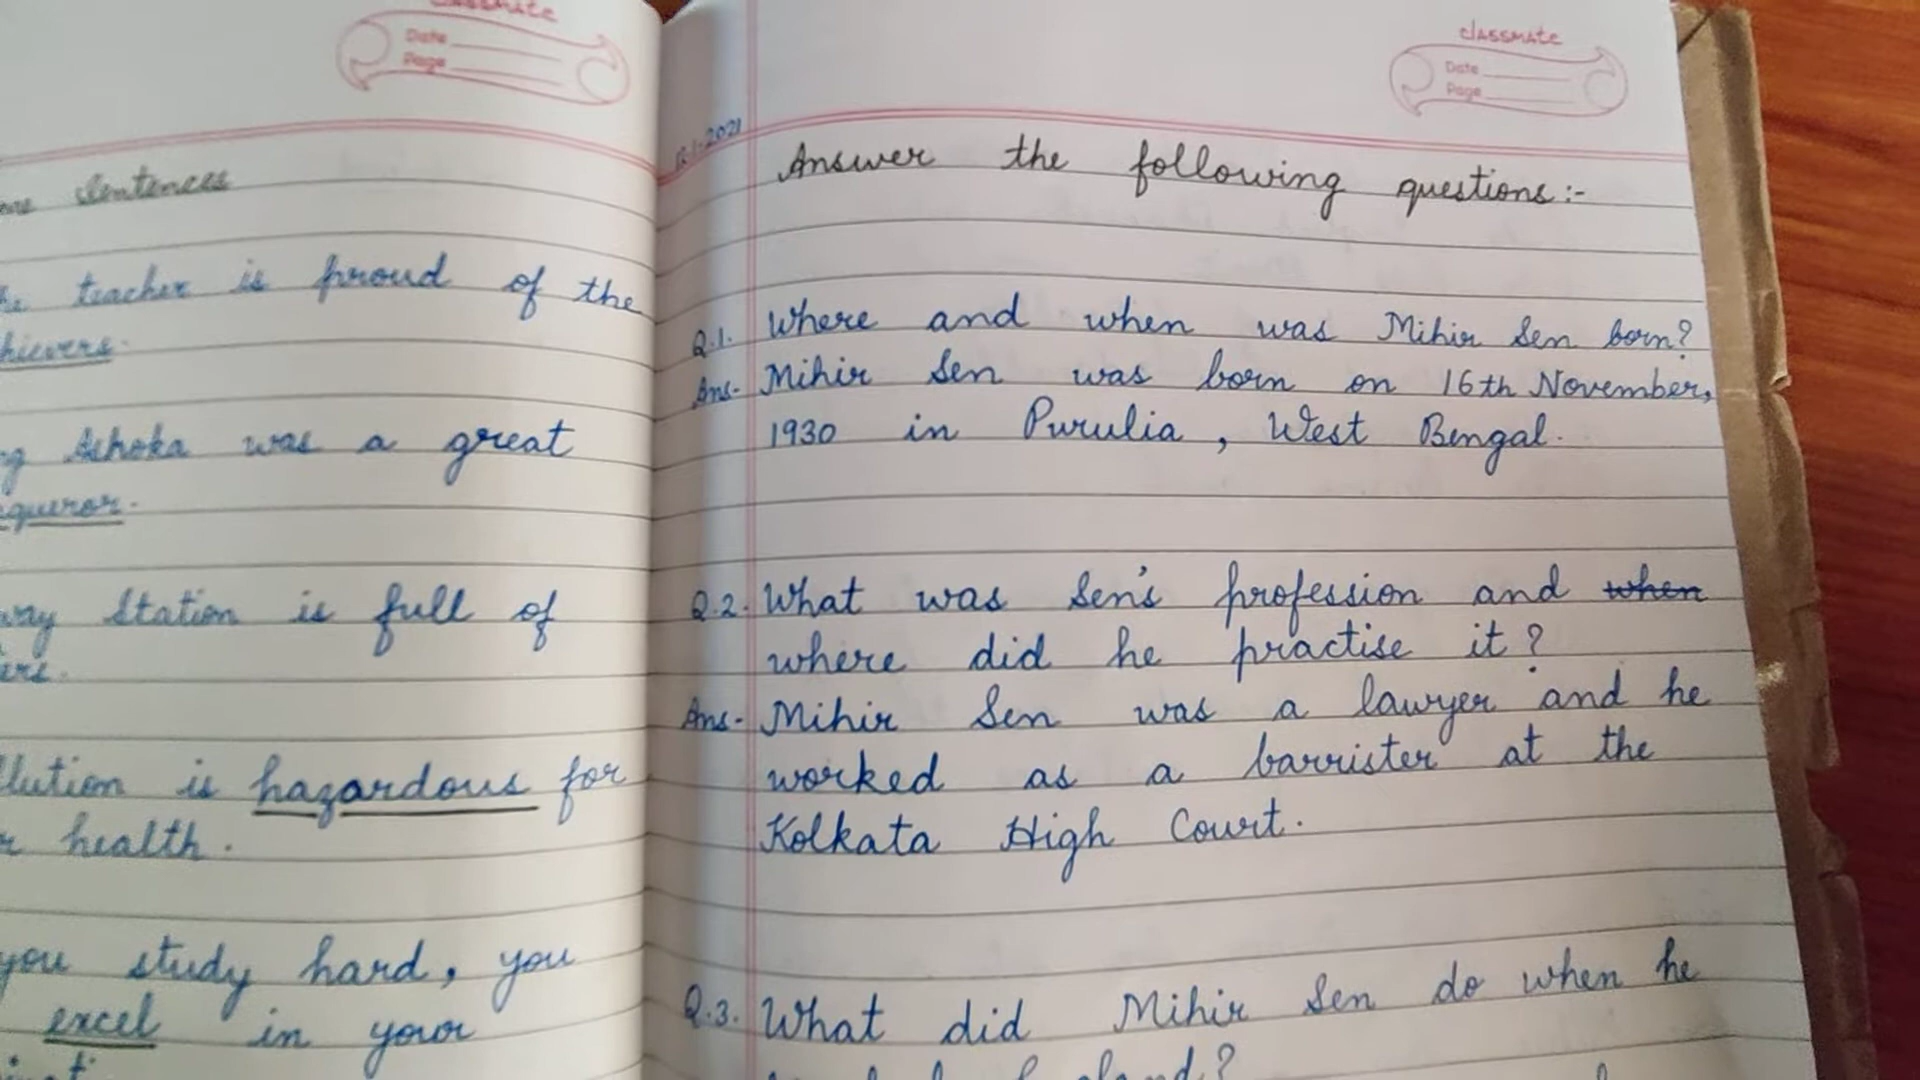 classmate
Date
Page
Sentences
teacher is proud of the
Ashoka was a great
station is full of
is hazardous for
health.
you study hard, you
excel in your
classmate
Date
Page
Answer the following questions:-
Q.1. Where and when was Mihir Sen born?
Ans- Mihir Sen was born on 16th November,
1930 in Purulia, West Bengal.
Q.2. What was Sen's profession and when
where did he practise it?
Ans- Mihir Sen was a lawyer and he
worked as a barrister at the
Kolkata High Court.
Q.3. What did Mihir Sen do when he